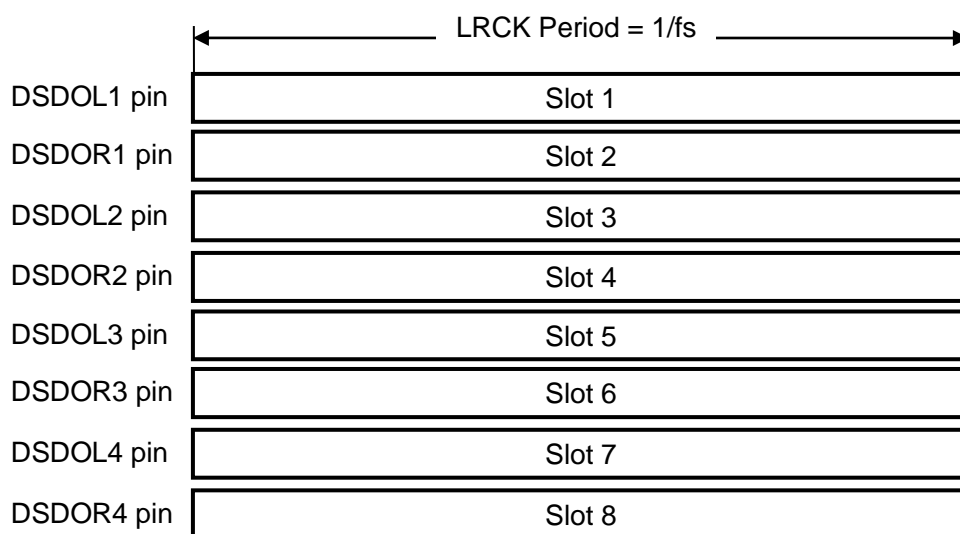 LRCK Period = 1/fs
DSDOL1 pin Slot 1
DSDOR1 pin Slot 2
DSDOL2 pin Slot 3
DSDOR2 pin Slot 4
DSDOL3 pin Slot 5
DSDOR3 pin Slot 6
DSDOL4 pin Slot 7
DSDOR4 pin Slot 8